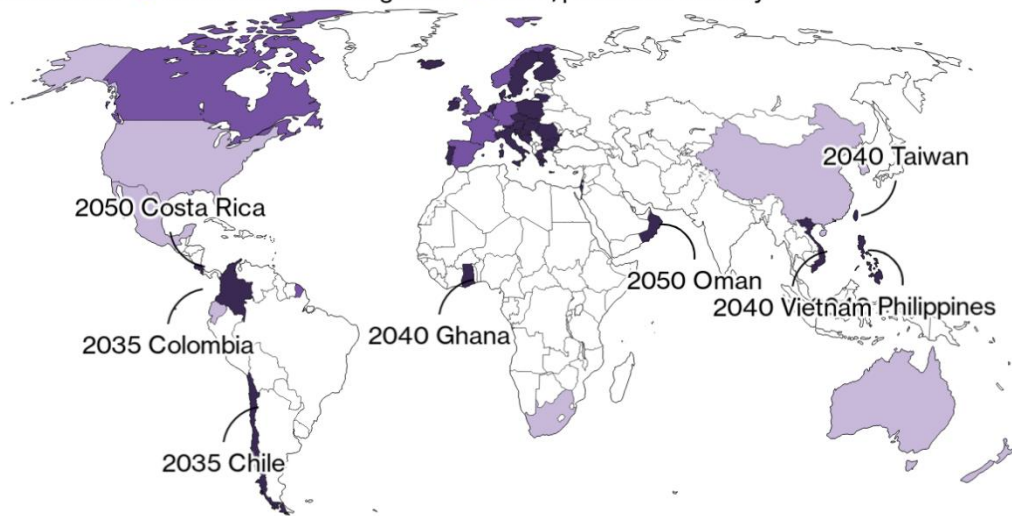 2040 Taiwan
2050 Costa Rica
2050 Oman
2040 Vietnam Philippines
2040 Ghana
2035 Colombia
2035 Chile